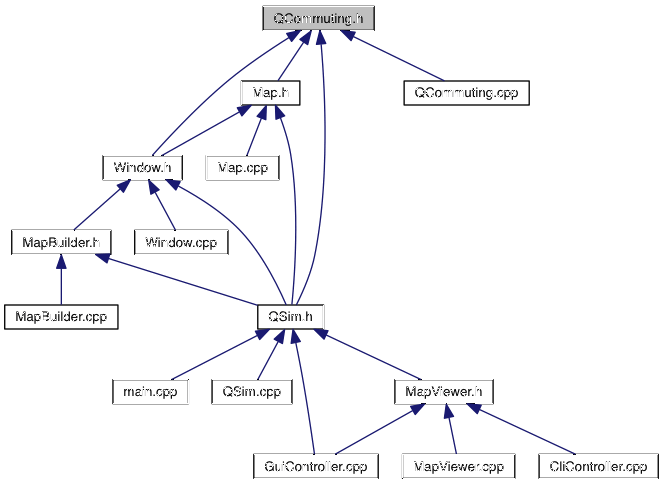 QCommuting.h
Map.h
QCommuting.cpp
Window.h
Map.cpp
MapBuilder.h
Window.cpp
MapBuilder.cpp
QSim.h
main.cpp
QSim.cpp
MapViewer.h
GuiController.cpp
MapViewer.cpp
CliController.cpp